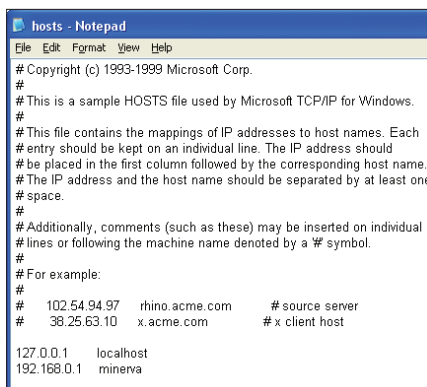 hosts - Notepad
File Edit Format View Help
# Copyright (c) 1993-1999 Microsoft Corp.
#
# This is a sample HOSTS file used by Microsoft TCP/IP for Windows.
#
# This file contains the mappings of IP addresses to host names. Each
# entry should be kept on an individual line. The IP address should
# be placed in the first column followed by the corresponding host name.
# The IP address and the host name should be separated by at least one
# space.
#
# Additionally, comments (such as these) may be inserted on individual
# lines or following the machine name denoted by a '#' symbol.
#
# For example:
#
# 102.54.94.97 rhino.acme.com # source server
# 38.25.63.10 x.acme.com # x client host

127.0.0.1 localhost
192.168.0.1 minerva